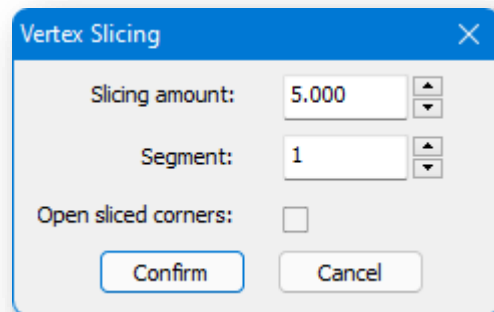 Vertex Slicing
Slicing amount: 5.000
Segment: 1
Open sliced corners:
Confirm Cancel